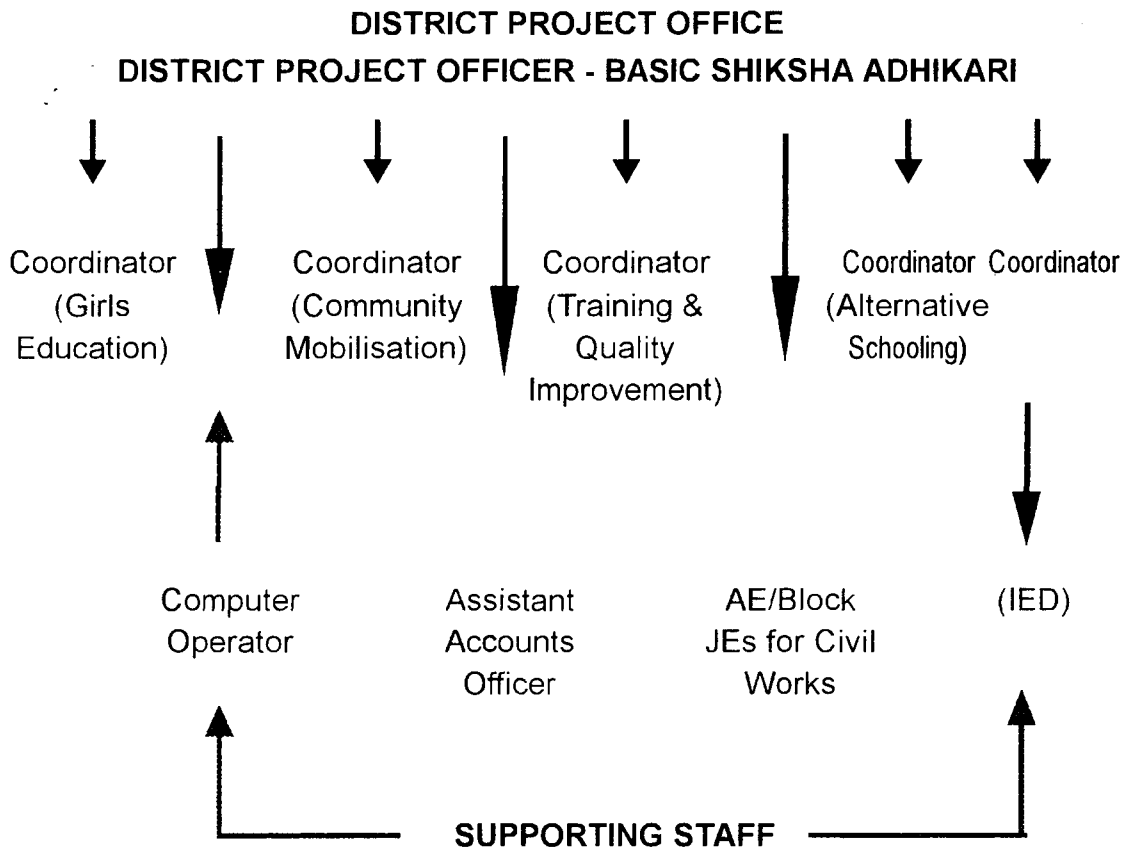 DISTRICT PROJECT OFFICE
DISTRICT PROJECT OFFICER - BASIC SHIKSHA ADHIKARI
Coordinator
(Girls
Education)
Coordinator
(Community
Mobilisation)
Coordinator
(Training &
Quality
Improvement)
Coordinator
(Alternative
Schooling)
Coordinator
Computer
Operator
Assistant
Accounts
Officer
AE/Block
JEs for Civil
Works
(IED)
SUPPORTING STAFF